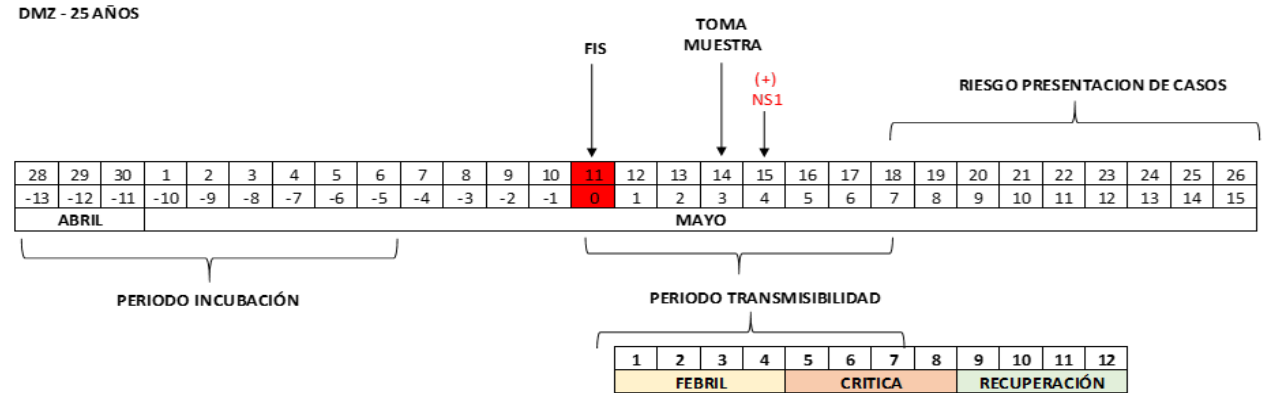 DMZ - 25 AÑOS
FIS
TOMA
MUESTRA
(+)
NS1
RIESGO PRESENTACION DE CASOS
28 29 30 1 2 3 4 5 6 7 8 9 10 11 12 13 14 15 16 17 18 19 20 21 22 23 24 25 26
-13 -12 -11 -10 -9 -8 -7 -6 -5 -4 -3 -2 -1 0 1 2 3 4 5 6 7 8 9 10 11 12 13 14 15
ABRIL MAYO
PERIODO INCUBACIÓN
PERIODO TRANSMISIBILIDAD
1 2 3 4 5 6 7 8 9 10 11 12
FEBRIL CRITICA RECUPERACIÓN